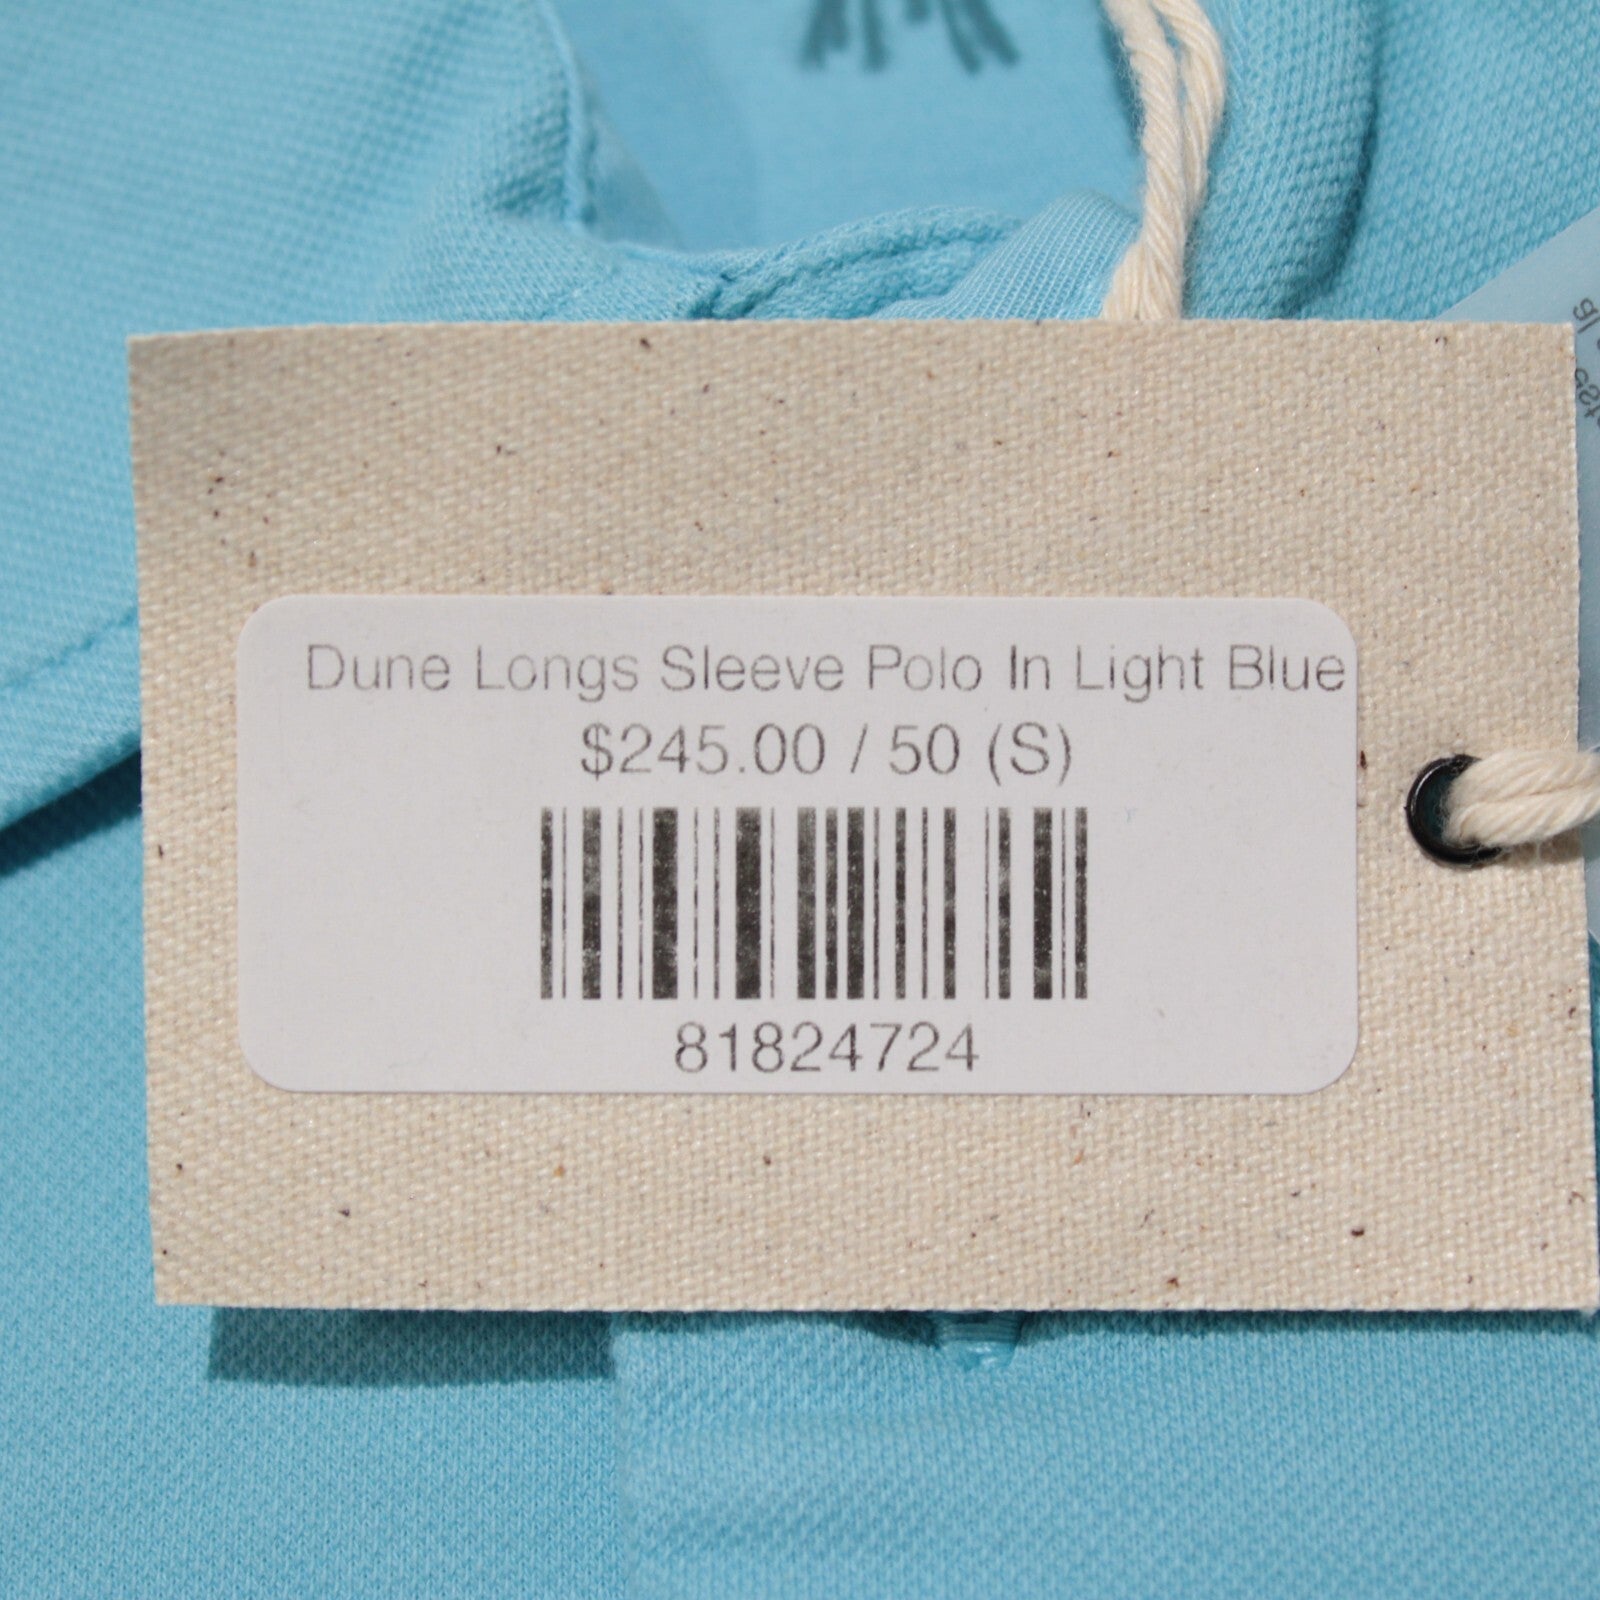 Dune Longs Sleeve Polo In Light Blue
$245.00 / 50 (S)
81824724